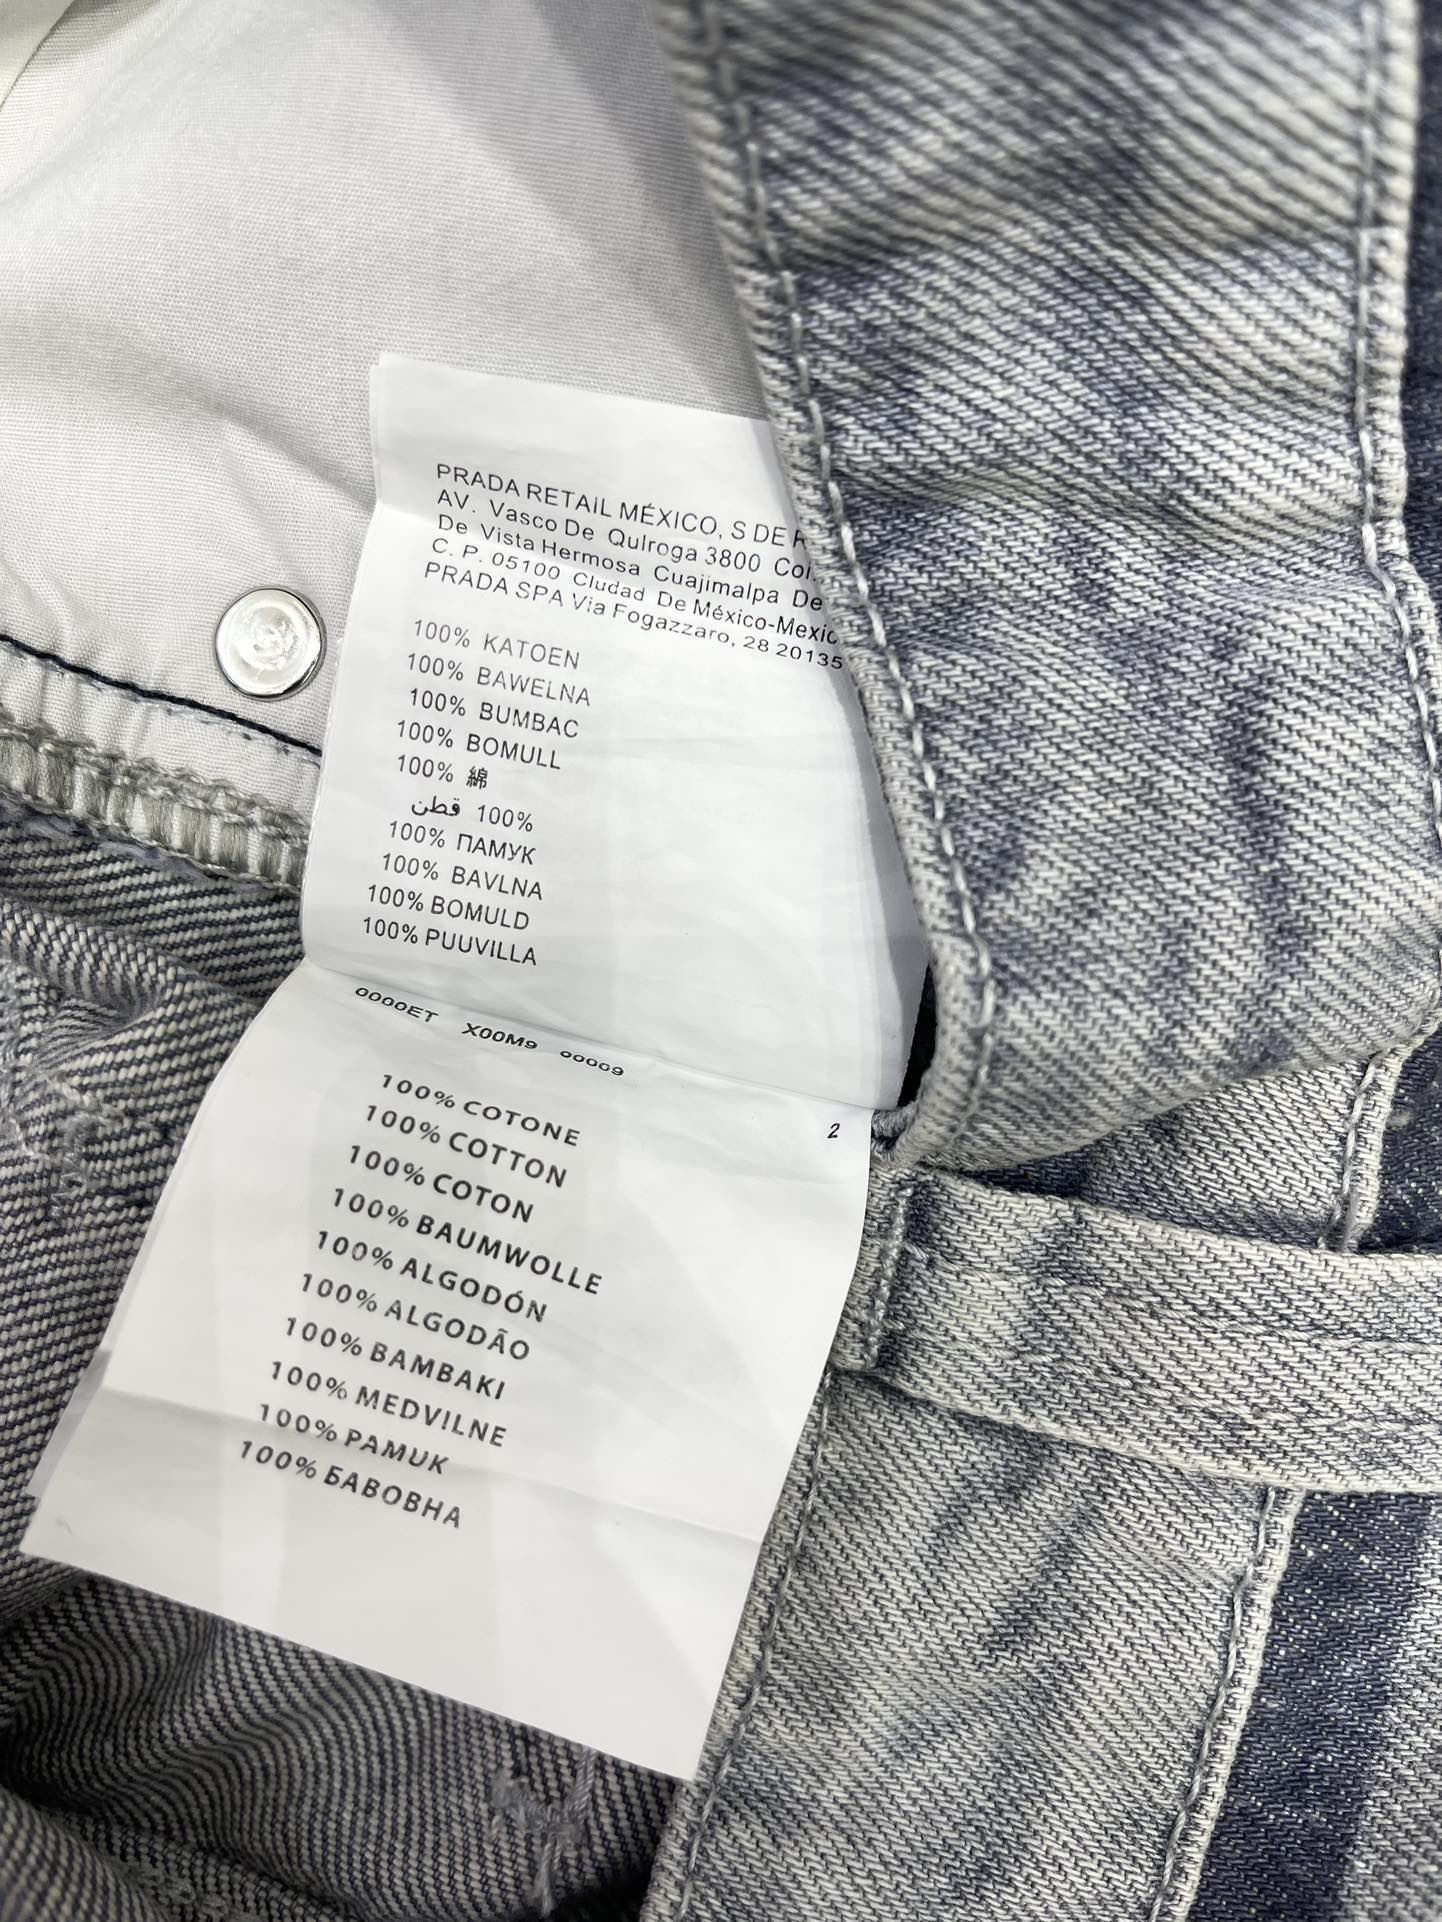 PRADA RETAiL MÉXICO, S DE
AV. Vasco De Qulroga 3800 Col.
De Vista Hermosa Cuajimalpa De
C. P. 05100 Cludad De México-Mexic
PRADA SPA Via Fogazzaro, 28 20135
100% KATOEN
100% BAWELNA
100% BUMBAC
100% BOMULL
100% 綿
100% قطن
100% ПАМУК
100% BAVLNA
100% BOMULD
100% PUUVILLA
0000ET X00M9 00009
2
100% COTONE
100% COTTON
100% COTON
100% BAUMWOLLE
100% ALGODÓN
100% ALGODÃO
100% BAMBAKI
100% MEDVILNE
100% PAMUK
100% БАВОВНА